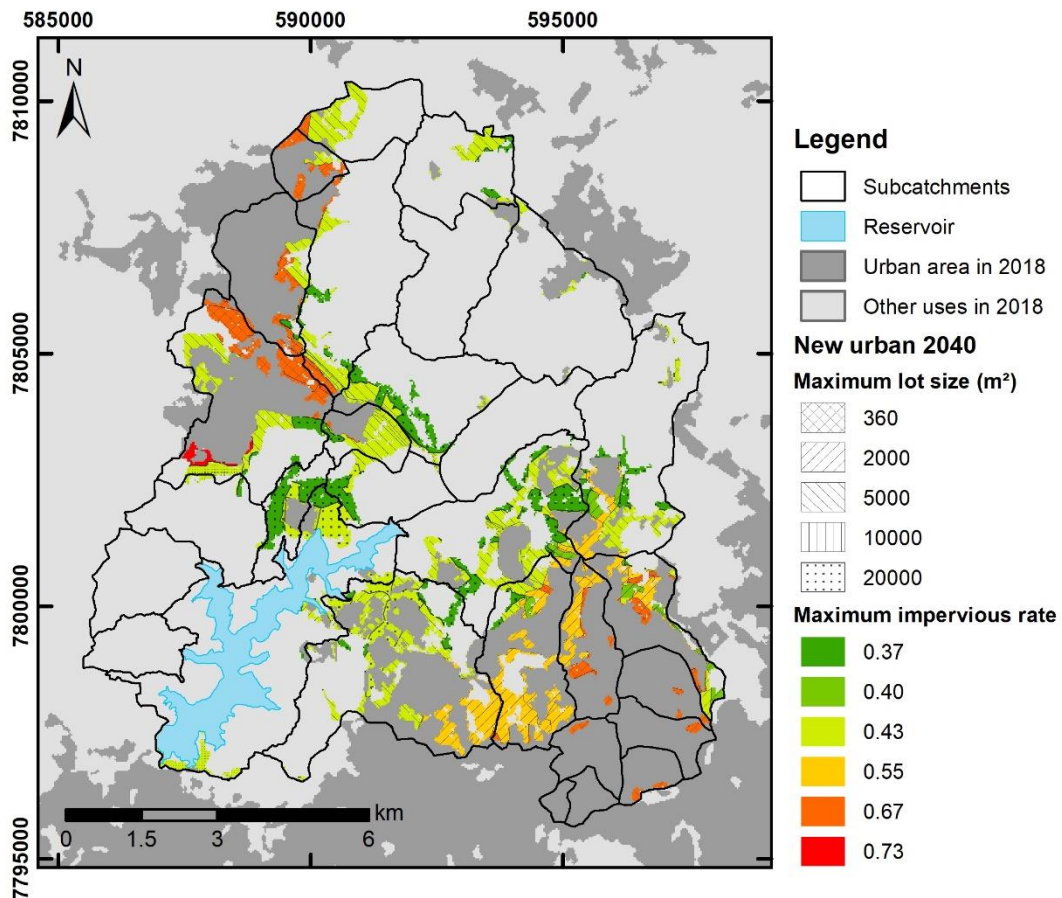 585000 590000 595000
7810000
7805000
7800000
7795000
N
km
0 1.5 3 6
Legend
Subcatchments
Reservoir
Urban area in 2018
Other uses in 2018
New urban 2040
Maximum lot size (m²)
360
2000
5000
10000
20000
Maximum impervious rate
0.37
0.40
0.43
0.55
0.67
0.73